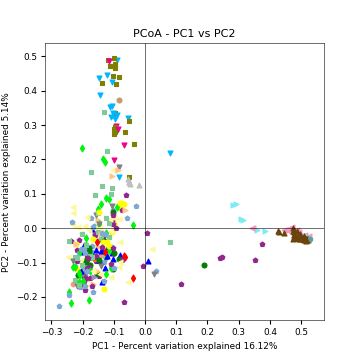 PCoA - PC1 vs PC2
PC2 - Percent variation explained 5.14%
0.5
0.4
0.3
0.2
0.1
0.0
−0.1
−0.2
−0.3 −0.2 −0.1 0.0 0.1 0.2 0.3 0.4 0.5
PC1 - Percent variation explained 16.12%